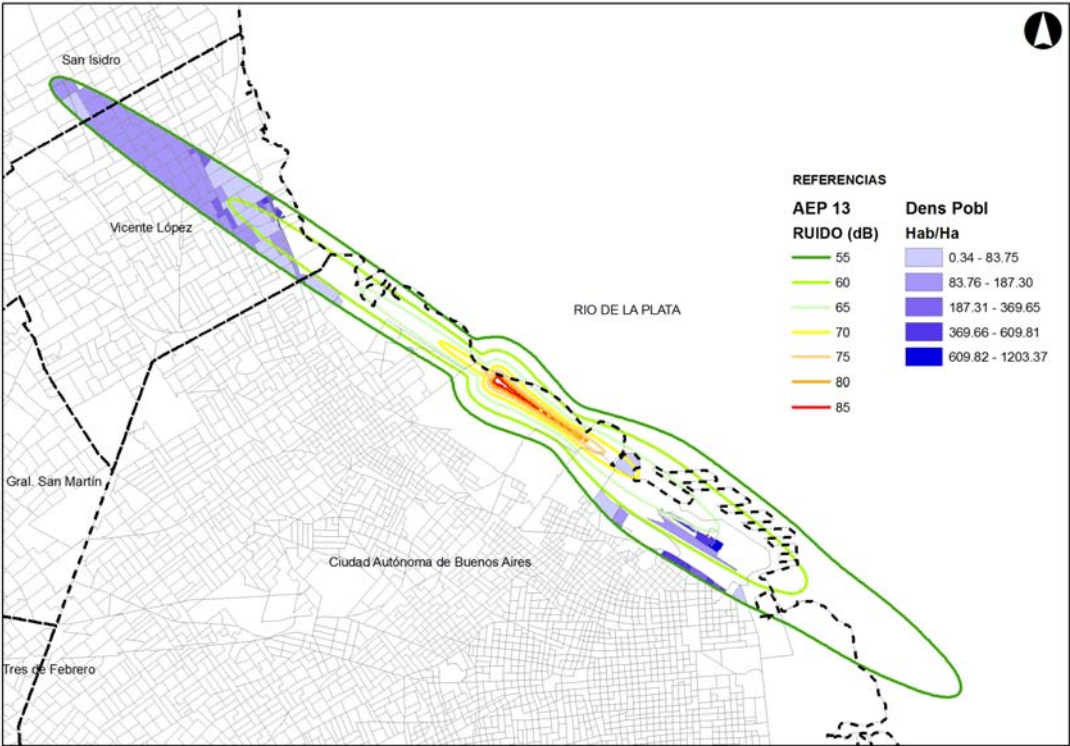 San Isidro
Vicente López
Gral. San Martín
Ciudad Autónoma de Buenos Aires
Tres de Febrero
RIO DE LA PLATA
REFERENCIAS
AEP 13
RUIDO (dB)
55
60
65
70
75
80
85
Dens Pobl
Hab/Ha
0.34 - 83.75
83.76 - 187.30
187.31 - 369.65
369.66 - 609.81
609.82 - 1203.37